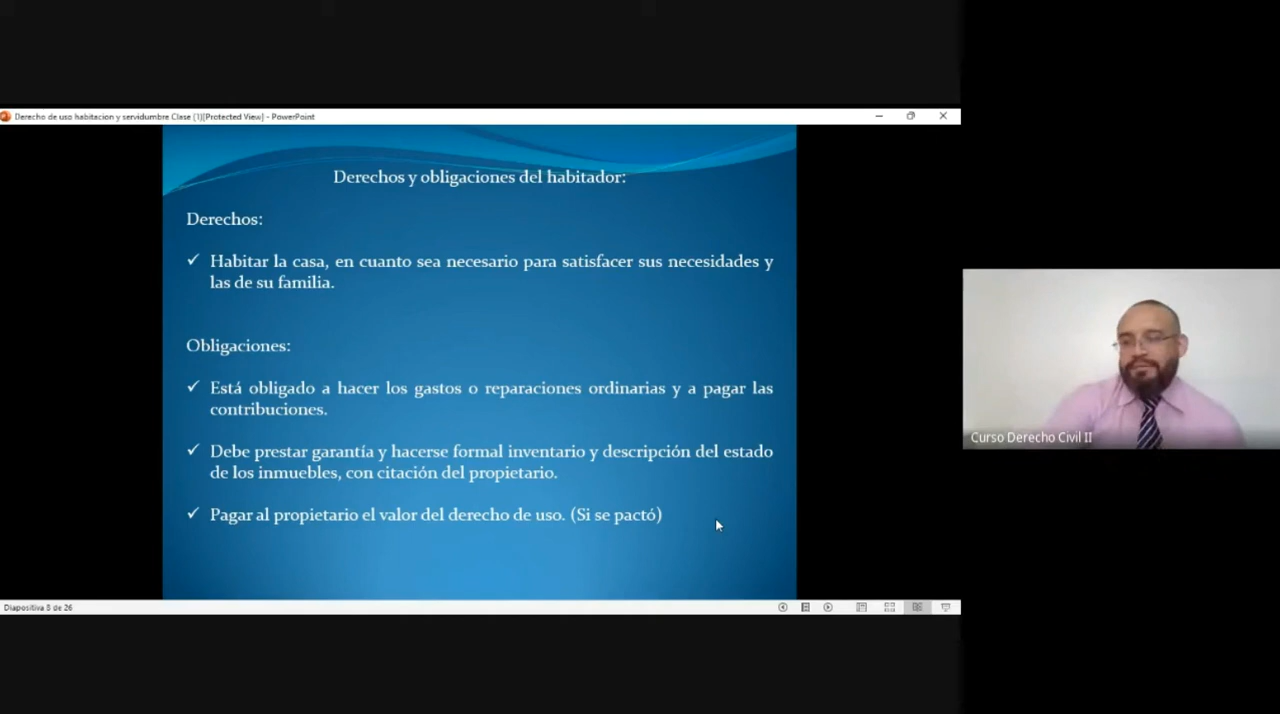 Derecho de uso habitacion y servidumbre Clase (1)[Protected View] - PowerPoint
Derechos y obligaciones del habitador:
Derechos:
✓ Habitar la casa, en cuanto sea necesario para satisfacer sus necesidades y
las de su familia.
Obligaciones:
✓ Está obligado a hacer los gastos o reparaciones ordinarias y a pagar las
contribuciones.
✓ Debe prestar garantía y hacerse formal inventario y descripción del estado
de los inmuebles, con citación del propietario.
✓ Pagar al propietario el valor del derecho de uso. (Si se pactó)
Curso Derecho Civil II
Diapositiva 8 de 26